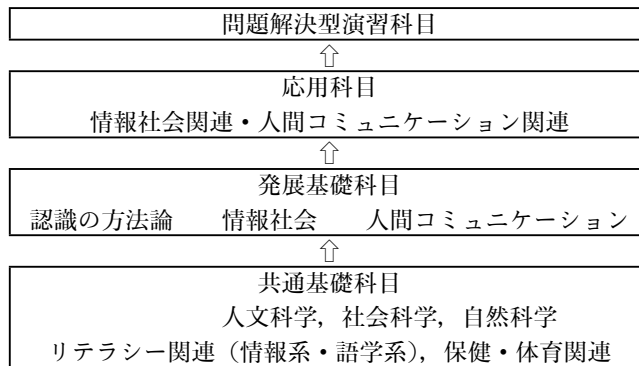 問題解決型演習科目
⇧
応用科目
情報社会関連・人間コミュニケーション関連
⇧
発展基礎科目
認識の方法論 情報社会 人間コミュニケーション
⇧
共通基礎科目
人文科学, 社会科学, 自然科学
リテラシー関連（情報系・語学系）, 保健・体育関連